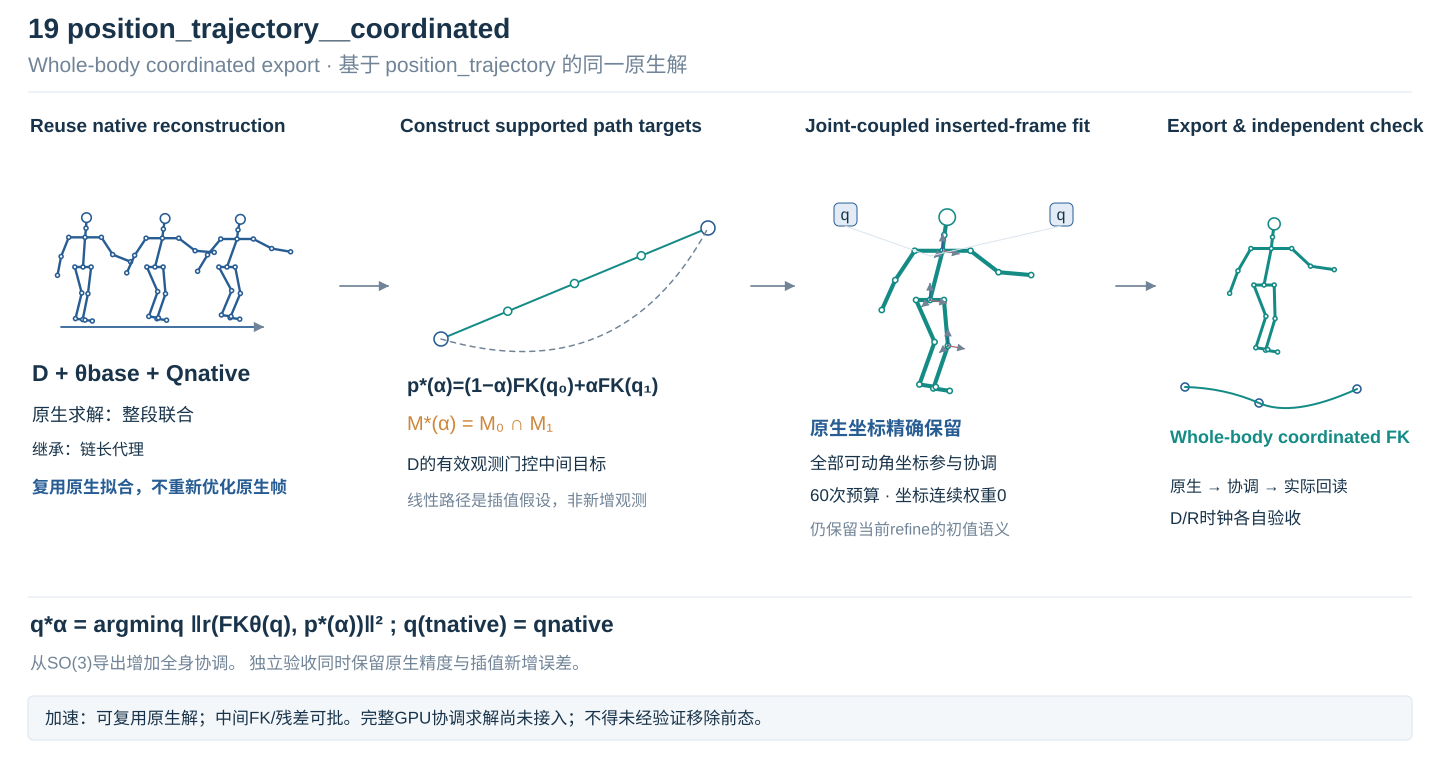 19 position_trajectory__coordinated
Whole-body coordinated export · 基于 position_trajectory 的同一原生解
Reuse native reconstruction
D + θbase + Qnative
原生求解：整段联合
继承：链长代理
复用原生拟合，不重新优化原生帧
Construct supported path targets
p*(α)=(1−α)FK(q₀)+αFK(q₁)
M*(α) = M₀ ∩ M₁
D的有效观测门控中间目标
线性路径是插值假设，非新增观测
Joint-coupled inserted-frame fit
q
q
原生坐标精确保留
全部可动角坐标参与协调
60次预算 · 坐标连续权重0
仍保留当前refine的初值语义
Export & independent check
Whole-body coordinated FK
原生 → 协调 → 实际回读
D/R时钟各自验收
q*α = argminq ‖r(FKθ(q), p*(α))‖² ; q(tnative) = qnative
从SO(3)导出增加全身协调。 独立验收同时保留原生精度与插值新增误差。
加速：可复用原生解；中间FK/残差可批。完整GPU协调求解尚未接入；不得未经验证移除前态。